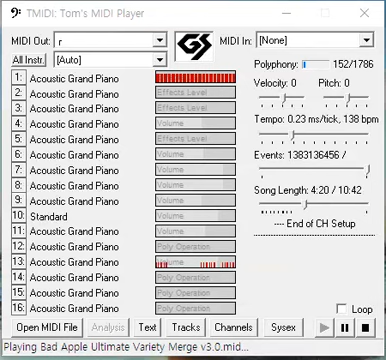 TMIDI: Tom's MIDI Player
MIDI Out: r MIDI In: [None]
All Instr. [Auto]
Polyphony: 152/1786
Velocity: 0 Pitch: 0
Tempo: 0.23 ms/tick, 138 bpm
Events: 1383136456 /
Song Length: 4:20 / 10:42
---- End of CH Setup
1: Acoustic Grand Piano
2: Acoustic Grand Piano Effects Level
3: Acoustic Grand Piano Effects Level
4: Acoustic Grand Piano Volume
5: Acoustic Grand Piano Effects Level
6: Acoustic Grand Piano Volume
7: Acoustic Grand Piano Volume
8: Acoustic Grand Piano Volume
9: Acoustic Grand Piano Volume
10: Standard Volume
11: Acoustic Grand Piano Volume
12: Acoustic Grand Piano Poly Operation
13: Acoustic Grand Piano Volume
14: Acoustic Grand Piano Poly Operation
15: Acoustic Grand Piano Poly Operation
16: Acoustic Grand Piano Poly Operation
Loop
Open MIDI File Analysis Text Tracks Channels Sysex
Playing Bad Apple Ultimate Variety Merge v3.0.mid...